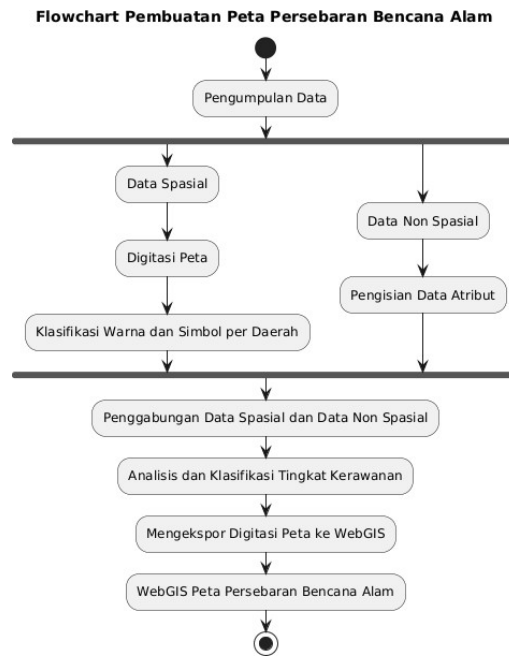 Flowchart Pembuatan Peta Persebaran Bencana Alam
Pengumpulan Data
Data Spasial
Digitasi Peta
Klasifikasi Warna dan Simbol per Daerah
Data Non Spasial
Pengisian Data Atribut
Penggabungan Data Spasial dan Data Non Spasial
Analisis dan Klasifikasi Tingkat Kerawanan
Mengekspor Digitasi Peta ke WebGIS
WebGIS Peta Persebaran Bencana Alam